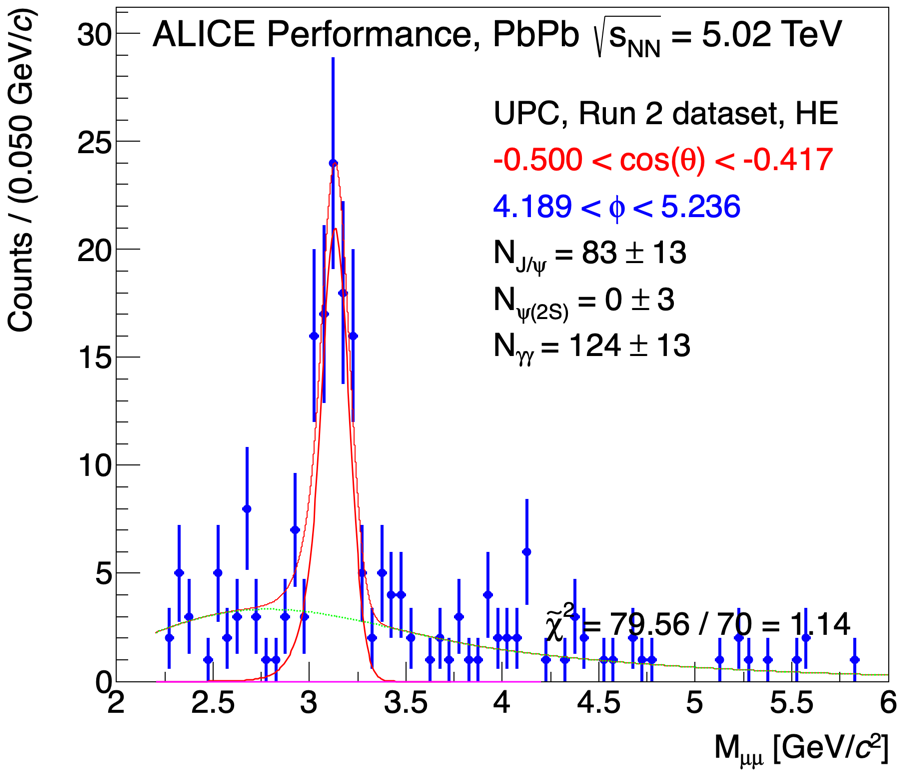 ALICE Performance, PbPb √sNN = 5.02 TeV
UPC, Run 2 dataset, HE
-0.500 < cos(θ) < -0.417
4.189 < ϕ < 5.236
NJ/ψ = 83 ± 13
Nψ(2S) = 0 ± 3
Nγγ = 124 ± 13
χ̃² = 79.56 / 70 = 1.14
Counts / (0.050 GeV/c)
30
25
20
15
10
5
0
2 2.5 3 3.5 4 4.5 5 5.5 6
Mμμ [GeV/c²]